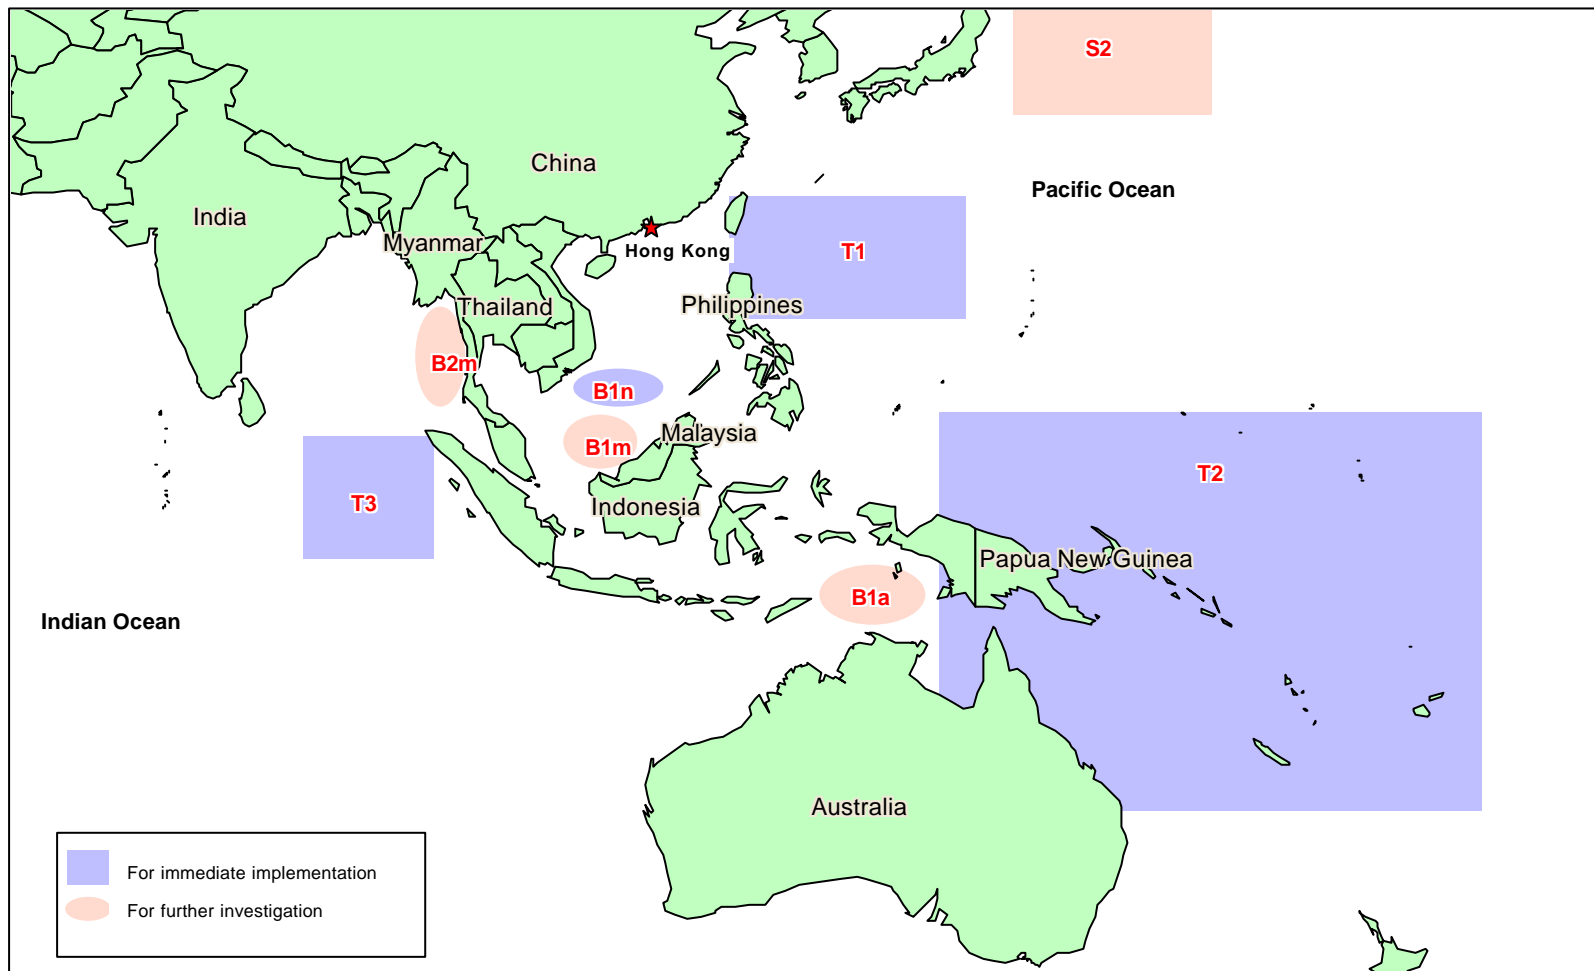 S2
China
Pacific Ocean
India
Myanmar
Hong Kong
T1
Thailand
Philippines
B2m
B1n
Malaysia
B1m
T2
T3
Indonesia
Papua New Guinea
B1a
Indian Ocean
Australia
For immediate implementation
For further investigation